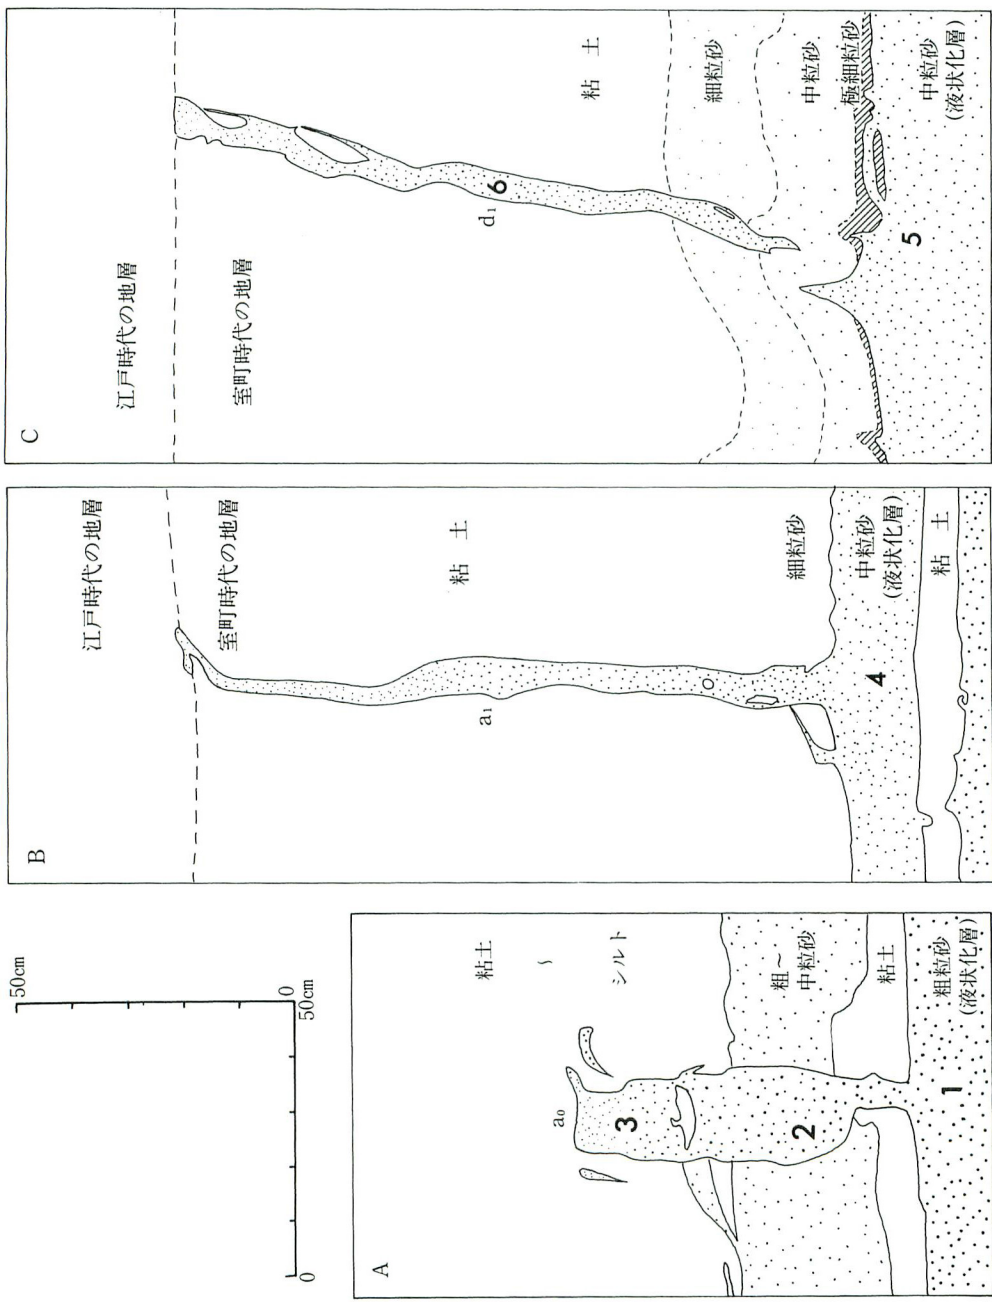 A
粘土
〜
シルト
粗〜
中粒砂
粘土
粗粒砂
(液状化層)
a₀
3
2
1
50cm
0
50cm
0
B
江戸時代の地層
室町時代の地層
粘 土
細粒砂
中粒砂
(液状化層)
粘 土
a₁
4
C
江戸時代の地層
室町時代の地層
粘 土
細粒砂
中粒砂
極細粒砂
中粒砂
(液状化層)
d₁
6
5